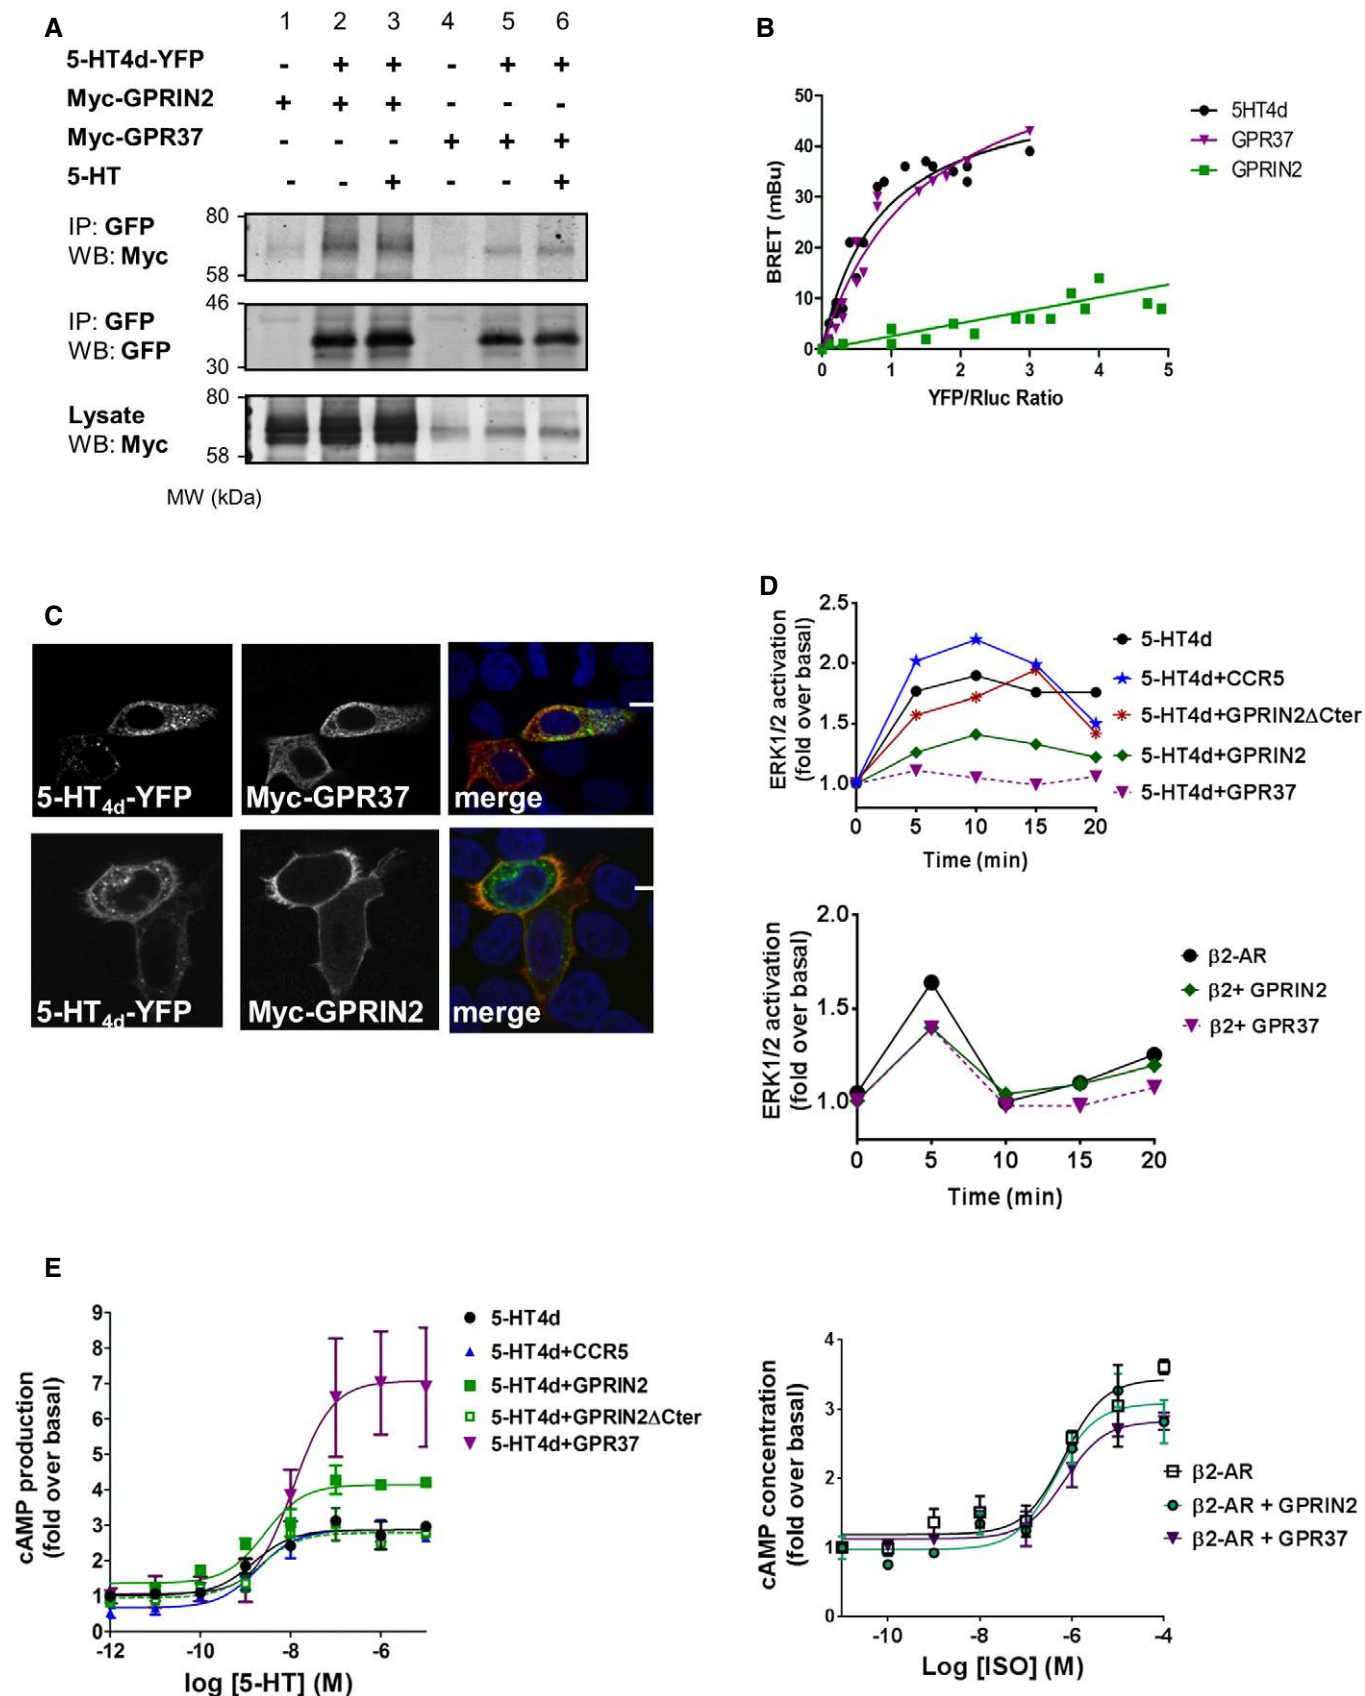 A
1 2 3 4 5 6
5-HT4d-YFP - + + - + +
Myc-GPRIN2 + + + - - -
Myc-GPR37 - - - + + +
5-HT - - + - - +
IP: GFP
WB: Myc
80
58
IP: GFP
WB: GFP
46
30
Lysate
WB: Myc
80
58
MW (kDa)
B
50
40
30
20
10
0
BRET (mBu)
0 1 2 3 4 5
YFP/Rluc Ratio
5HT4d
GPR37
GPRIN2
C
5-HT4d-YFP
Myc-GPR37
merge
5-HT4d-YFP
Myc-GPRIN2
merge
D
2.5
2.0
1.5
1.0
ERK1/2 activation
(fold over basal)
0 5 10 15 20
Time (min)
5-HT4d
5-HT4d+CCR5
5-HT4d+GPRIN2ΔCter
5-HT4d+GPRIN2
5-HT4d+GPR37
2.0
1.5
1.0
ERK1/2 activation
(fold over basal)
0 5 10 15 20
Time (min)
β2-AR
β2+ GPRIN2
β2+ GPR37
E
9
8
7
6
5
4
3
2
1
0
cAMP production
(fold over basal)
-12 -10 -8 -6
log [5-HT] (M)
5-HT4d
5-HT4d+CCR5
5-HT4d+GPRIN2
5-HT4d+GPRIN2ΔCter
5-HT4d+GPR37
4
3
2
1
0
cAMP concentration
(fold over basal)
-10 -8 -6 -4
Log [ISO] (M)
β2-AR
β2-AR + GPRIN2
β2-AR + GPR37